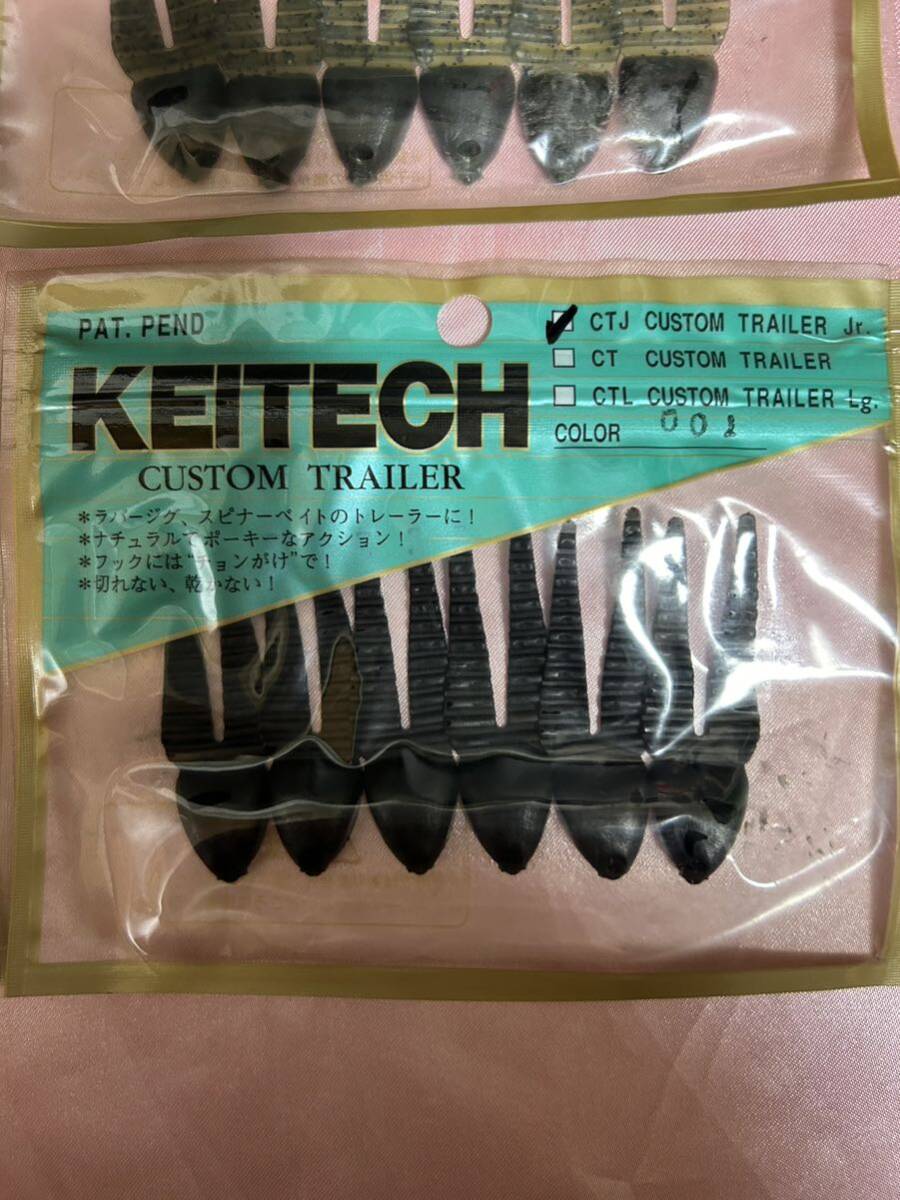 PAT. PEND
KEITECH
CUSTOM TRAILER
CTJ CUSTOM TRAILER Jr.
CT CUSTOM TRAILER
CTL CUSTOM TRAILER Lg.
COLOR 001
*ラバージグ、スピナーベイトのトレーラーに!
*ナチュラルでポーキーなアクション!
*フックには"チョンがけ"で!
*切れない、乾かない!